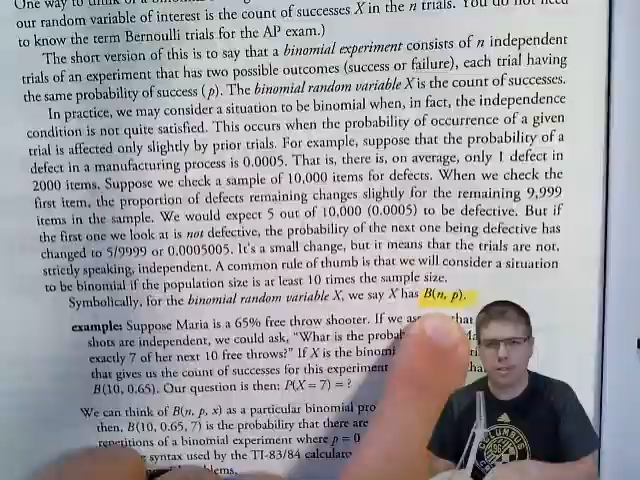 One way to think of a
our random variable of interest is the count of successes X in the n trials. You do not need
to know the term Bernoulli trials for the AP exam.)
The short version of this is to say that a binomial experiment consists of n independent
trials of an experiment that has two possible outcomes (success or failure), each trial having
the same probability of success (p). The binomial random variable X is the count of successes.
In practice, we may consider a situation to be binomial when, in fact, the independence
condition is not quite satisfied. This occurs when the probability of occurrence of a given
trial is affected only slightly by prior trials. For example, suppose that the probability of a
defect in a manufacturing process is 0.0005. That is, there is, on average, only 1 defect in
2000 items. Suppose we check a sample of 10,000 items for defects. When we check the
first item, the proportion of defects remaining changes slightly for the remaining 9,999
items in the sample. We would expect 5 out of 10,000 (0.0005) to be defective. But if
the first one we look at is not defective, the probability of the next one being defective has
changed to 5/9999 or 0.0005005. It's a small change, but it means that the trials are not,
strictly speaking, independent. A common rule of thumb is that we will consider a situation
to be binomial if the population size is at least 10 times the sample size.
Symbolically, for the binomial random variable X, we say X has B(n, p).
example: Suppose Maria is a 65% free throw shooter. If we that
shots are independent, we could ask, "What is the
exactly 7 of her next 10 free throws?" If X is the
that gives us the count of successes for this experiment
B(10, 0.65). Our question is then: P(X = 7) = ?
We can think of B(n, p, x) as a particular binomial
then, B(10, 0.65, 7) is the probability that there are
repetitions of a binomial experiment where p = 0
syntax used by the TI-83/84
COLUMBUS
96